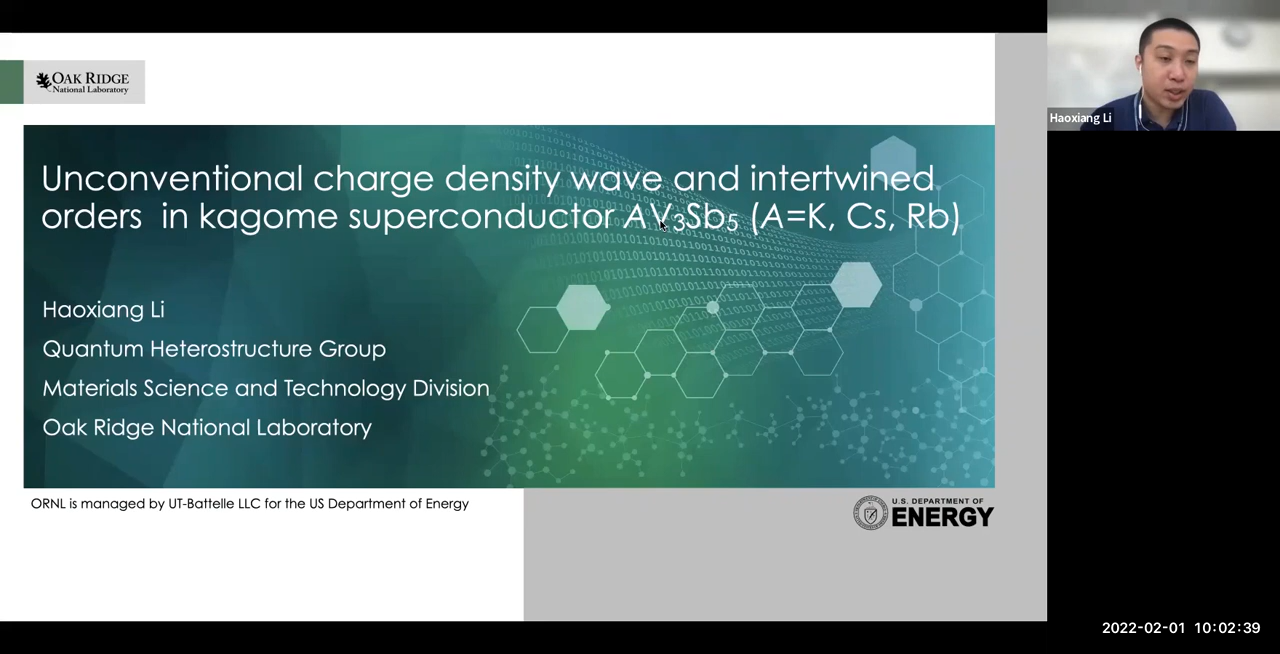 OAK RIDGE
National Laboratory
Unconventional charge density wave and intertwined
orders in kagome superconductor AV₃Sb₅ (A=K, Cs, Rb)
Haoxiang Li
Quantum Heterostructure Group
Materials Science and Technology Division
Oak Ridge National Laboratory
ORNL is managed by UT-Battelle LLC for the US Department of Energy
U.S. DEPARTMENT OF
ENERGY
Haoxiang Li
2022-02-01 10:02:39